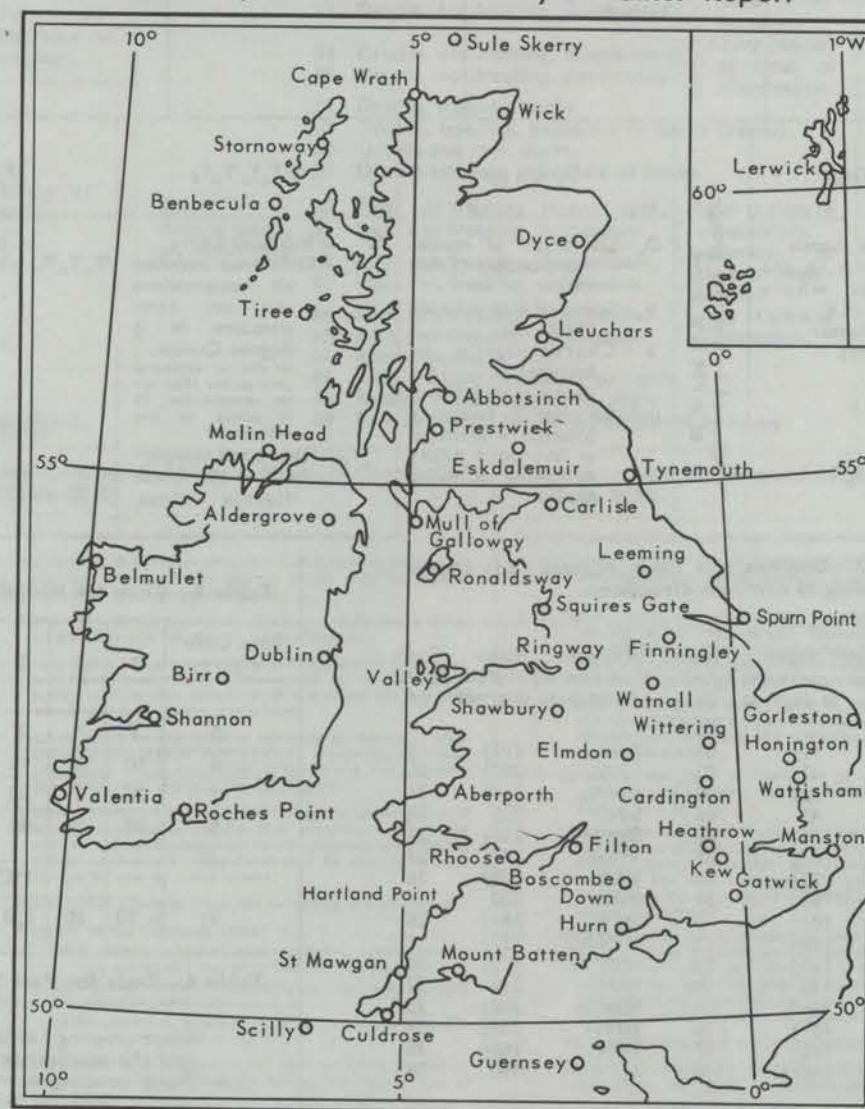 Report
10° 5° Sule Skerry 1°W
Cape Wrath
Wick
Stornoway
Lerwick
60°
Benbecula
Dyce
Tiree
Leuchars
0°
Abbotsinch
Prestwick
Malin Head
Eskdalemuir
55° Tynemouth 55°
Carlisle
Aldergrove
Mull of
Galloway
Leeming
Belmullet
Ronaldsway
Squires Gate
Spurn Point
Ringway
Finningley
Dublin
Birr
Valley
Watnall
Shawbury
Shannon
Wittering
Gorleston
Elmdon
Honington
Valentia
Aberporth
Cardington
Wattisham
Roches Point
Heathrow
Manston
Rhoose
Filton
Kew
Boscombe
Down
Gatwick
Hartland Point
Hurn
St Mawgan
Mount Batten
50° 50°
Scilly
Culdrose
Guernsey
10° 5° 0°